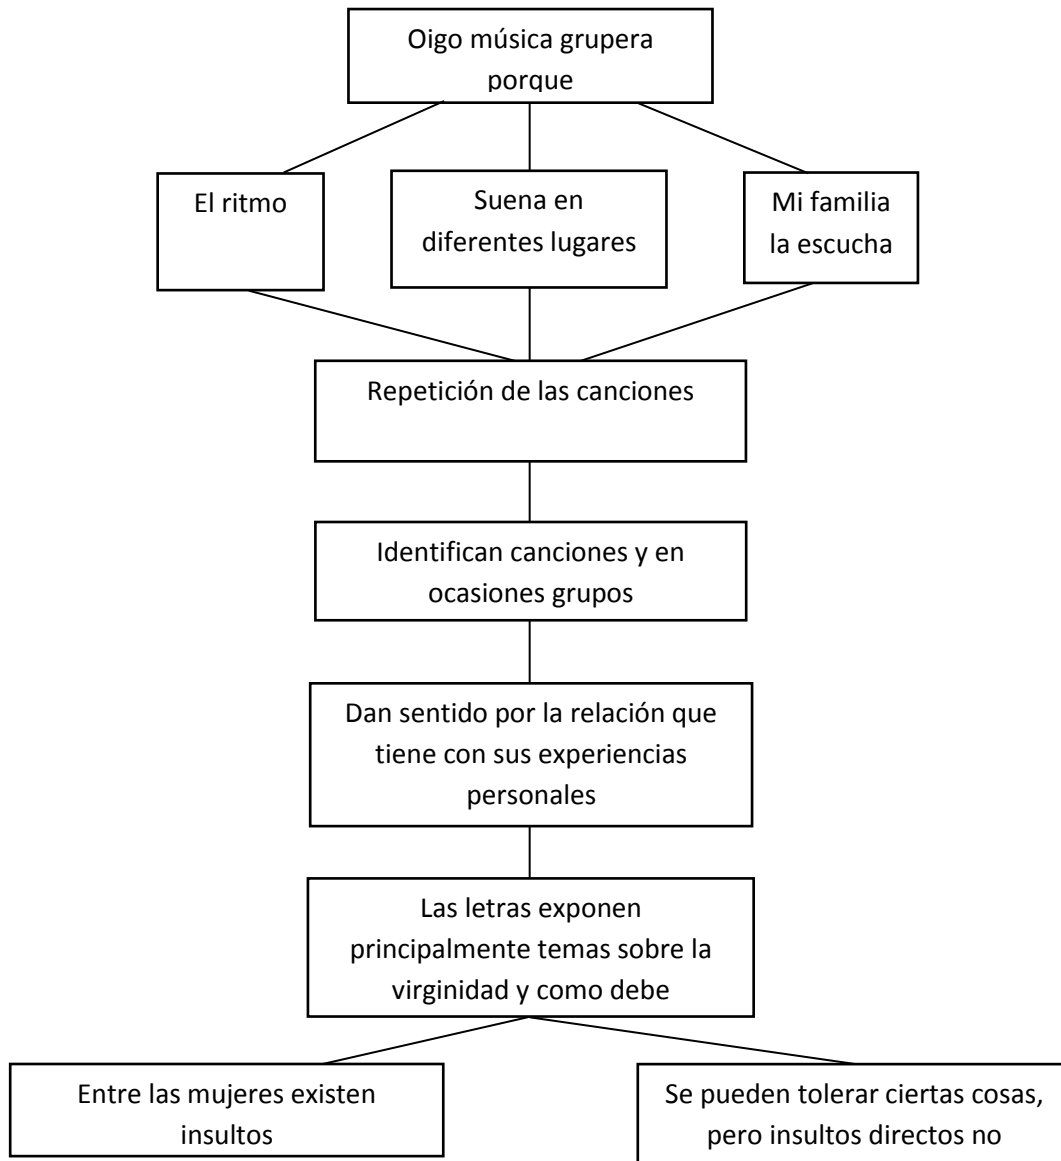 Oigo música grupera
porque
El ritmo
Suena en
diferentes lugares
Mi familia
la escucha
Repetición de las canciones
Identifican canciones y en
ocasiones grupos
Dan sentido por la relación que
tiene con sus experiencias
personales
Las letras exponen
principalmente temas sobre la
virginidad y como debe
Entre las mujeres existen
insultos
Se pueden tolerar ciertas cosas,
pero insultos directos no